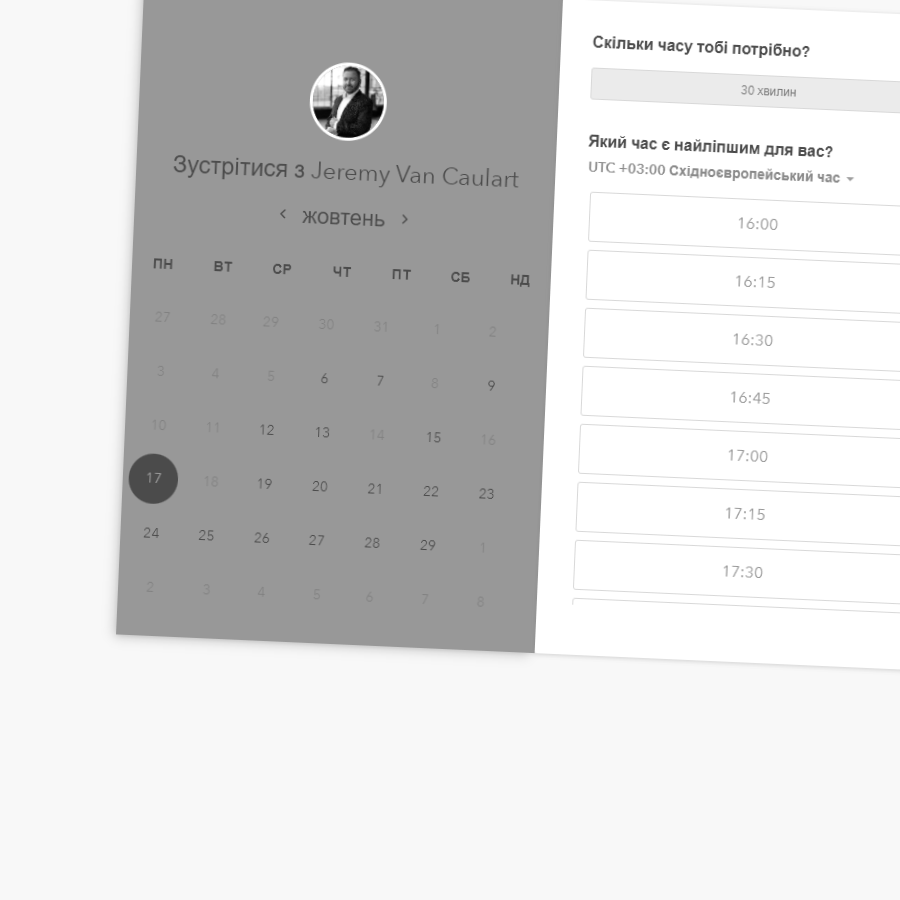 Зустрітися з Jeremy Van Caulart
жовтень
ПН ВТ СР ЧТ ПТ СБ НД
27 28 29 30 31 1 2
3 4 5 6 7 8 9
10 11 12 13 14 15 16
17 18 19 20 21 22 23
24 25 26 27 28 29 1
2 3 4 5 6 7 8
Скільки часу тобі потрібно?
30 хвилин
Який час є найліпшим для вас?
UTC +03:00 Східноєвропейський час
16:00
16:15
16:30
16:45
17:00
17:15
17:30